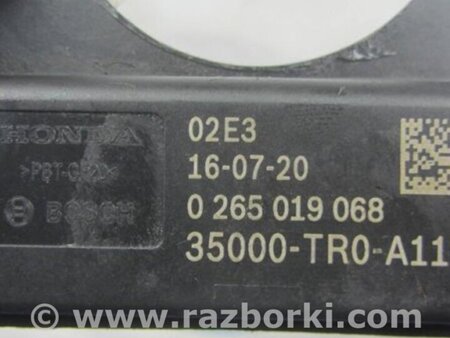 HONDA
>PBT-GF20<
BOSCH
02E3
16-07-20
0 265 019 068
35000-TR0-A11
www.razborki.com